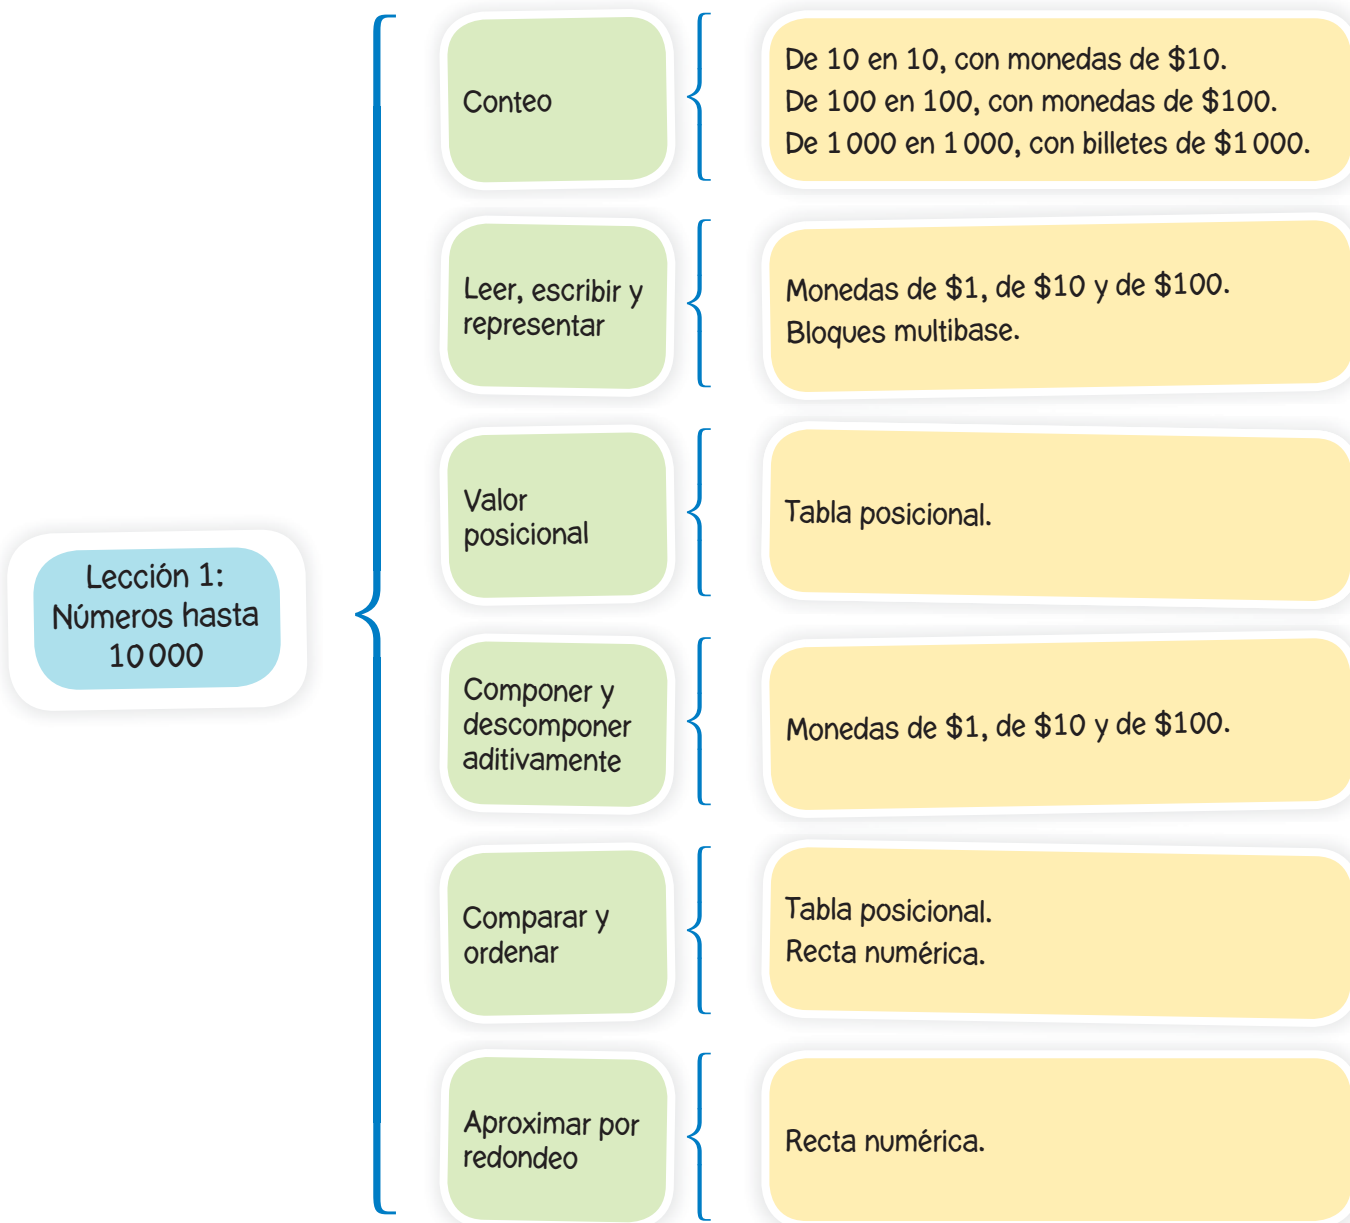 Conteo
De 10 en 10, con monedas de $10.
De 100 en 100, con monedas de $100.
De 1 000 en 1 000, con billetes de $1 000.
Leer, escribir y
representar
Monedas de $1, de $10 y de $100.
Bloques multibase.
Valor
posicional
Tabla posicional.
Lección 1:
Números hasta
10 000
Componer y
descomponer
aditivamente
Monedas de $1, de $10 y de $100.
Comparar y
ordenar
Tabla posicional.
Recta numérica.
Aproximar por
redondeo
Recta numérica.